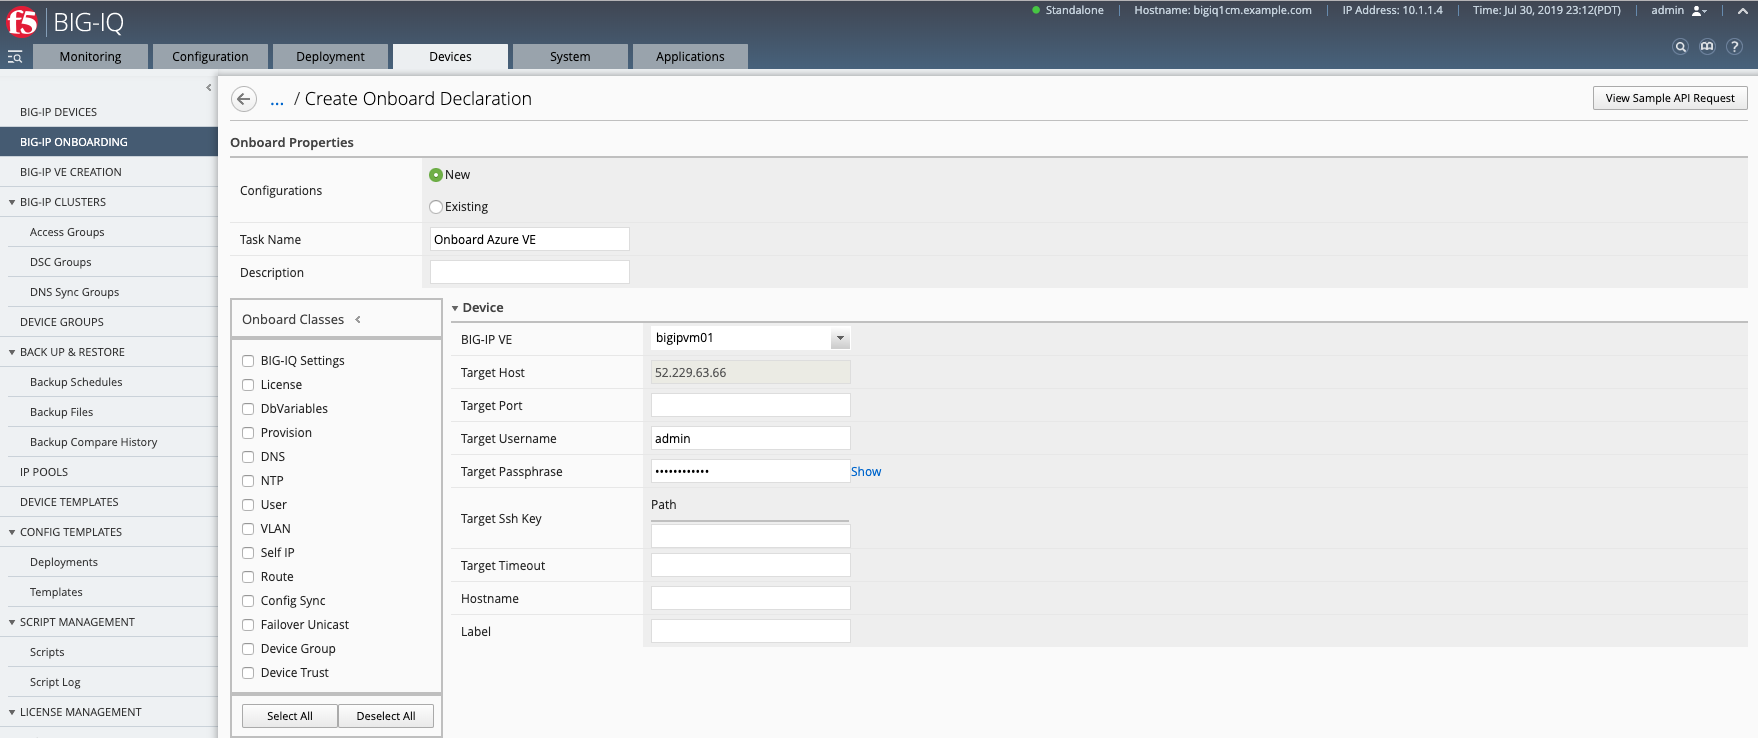 f5 BIG-IQ
Standalone
Hostname: bigiq1cm.example.com
IP Address: 10.1.1.4
Time: Jul 30, 2019 23:12(PDT)
admin
Monitoring
Configuration
Deployment
Devices
System
Applications
?
BIG-IP DEVICES
BIG-IP ONBOARDING
BIG-IP VE CREATION
BIG-IP CLUSTERS
Access Groups
DSC Groups
DNS Sync Groups
DEVICE GROUPS
BACK UP & RESTORE
Backup Schedules
Backup Files
Backup Compare History
IP POOLS
DEVICE TEMPLATES
CONFIG TEMPLATES
Deployments
Templates
SCRIPT MANAGEMENT
Scripts
Script Log
LICENSE MANAGEMENT
... / Create Onboard Declaration
View Sample API Request
Onboard Properties
Configurations
New
Existing
Task Name
Onboard Azure VE
Description
Onboard Classes
BIG-IQ Settings
License
DbVariables
Provision
DNS
NTP
User
VLAN
Self IP
Route
Config Sync
Failover Unicast
Device Group
Device Trust
Select All
Deselect All
Device
BIG-IP VE
bigipvm01
Target Host
52.229.63.66
Target Port
Target Username
admin
Target Passphrase
••••••••••••
Show
Target Ssh Key
Path
Target Timeout
Hostname
Label